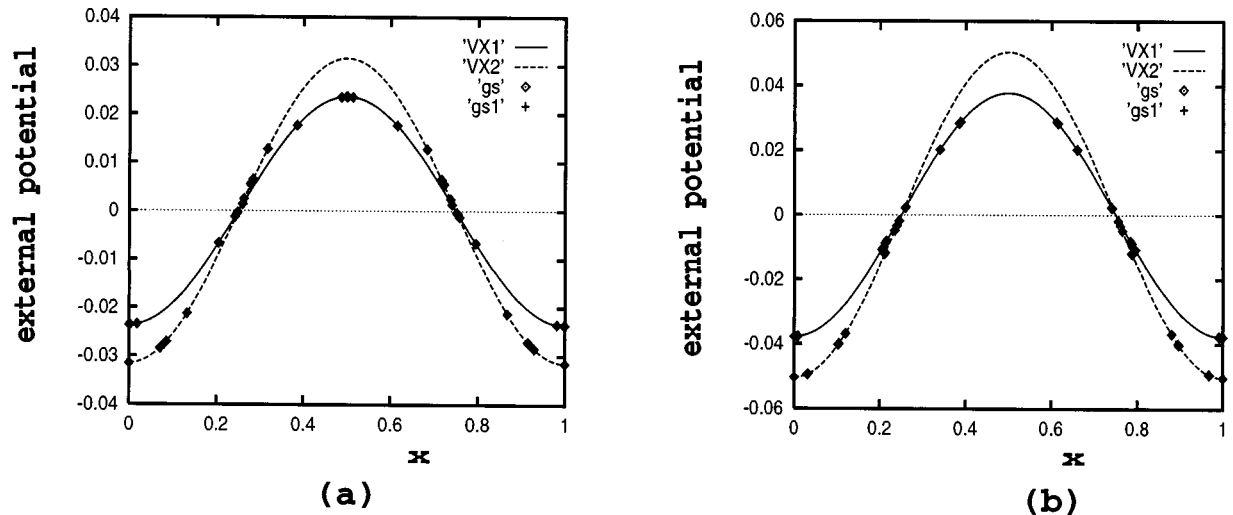 0.04
0.03
0.02
0.01
0
-0.01
-0.02
-0.03
-0.04
external potential
'VX1'
'VX2'
'gs'
'gs1'
0 0.2 0.4 0.6 0.8 1
x
(a)
0.06
0.04
0.02
0
-0.02
-0.04
-0.06
external potential
'VX1'
'VX2'
'gs'
'gs1'
0 0.2 0.4 0.6 0.8 1
x
(b)